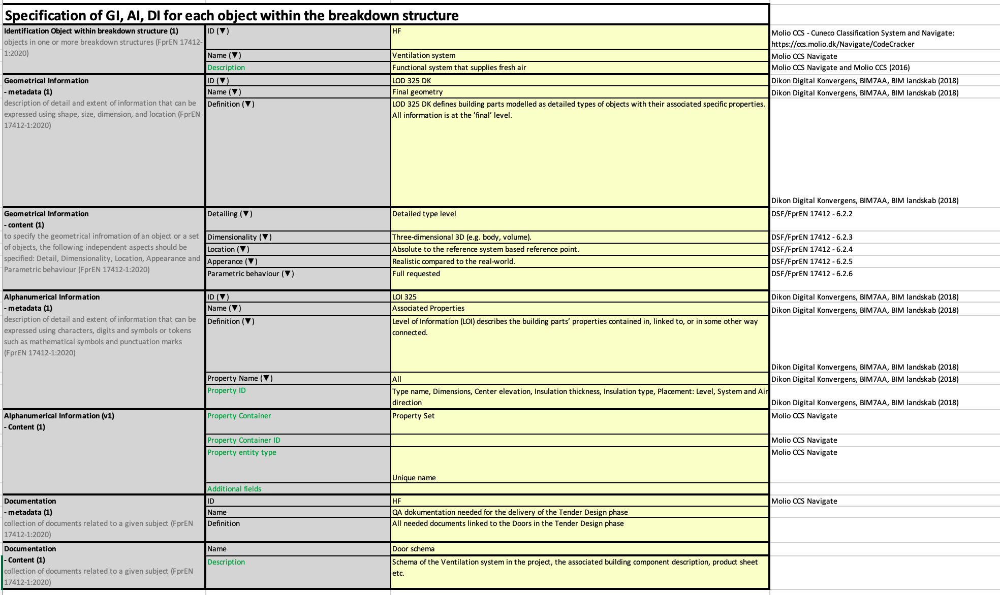 Specification of GI, AI, DI for each object within the breakdown structure
Identification Object within breakdown structure (1)
objects in one or more breakdown structures (FprEN 17412-
1:2020)
ID (▼)
HF
Molio CCS - Cuneco Classification System and Navigate:
https://ccs.molio.dk/Navigate/CodeCracker
Name (▼)
Ventilation system
Molio CCS Navigate
Description
Functional system that supplies fresh air
Molio CCS Navigate and Molio CCS (2016)
Geometrical Information
- metadata (1)
description of detail and extent of information that can be
expressed using shape, size, dimension, and location (FprEN
17412-1:2020)
ID (▼)
LOD 325 DK
Dikon Digital Konvergens, BIM7AA, BIM landskab (2018)
Name (▼)
Final geometry
Dikon Digital Konvergens, BIM7AA, BIM landskab (2018)
Definition (▼)
LOD 325 DK defines building parts modelled as detailed types of objects with their associated specific properties.
All information is at the ’final’ level.
Dikon Digital Konvergens, BIM7AA, BIM landskab (2018)
Geometrical Information
- content (1)
to specify the geometrical infromation of an object or a set
of objects, the following independent aspects should be
specified: Detail, Dimensionality, Location, Appearance and
Parametric behaviour (FprEN 17412-1:2020)
Detailing (▼)
Detailed type level
DSF/FprEN 17412 - 6.2.2
Dimensionality (▼)
Three-dimensional 3D (e.g. body, volume).
DSF/FprEN 17412 - 6.2.3
Location (▼)
Absolute to the reference system based reference point.
DSF/FprEN 17412 - 6.2.4
Apperance (▼)
Realistic compared to the real-world.
DSF/FprEN 17412 - 6.2.5
Parametric behaviour (▼)
Full requested
DSF/FprEN 17412 - 6.2.6
Alphanumerical Information
- metadata (1)
description of detail and extent of information that can be
expressed using characters, digits and symbols or tokens
such as mathematical symbols and punctuation marks
(FprEN 17412-1:2020)
ID (▼)
LOI 325
Dikon Digital Konvergens, BIM7AA, BIM landskab (2018)
Name (▼)
Associated Properties
Dikon Digital Konvergens, BIM7AA, BIM landskab (2018)
Definition (▼)
Level of Information (LOI) describes the building parts’ properties contained in, linked to, or in some other way
connected.
Dikon Digital Konvergens, BIM7AA, BIM landskab (2018)
Property Name (▼)
All
Dikon Digital Konvergens, BIM7AA, BIM landskab (2018)
Property ID
Type name, Dimensions, Center elevation, Insulation thickness, Insulation type, Placement: Level, System and Air
direction
Dikon Digital Konvergens, BIM7AA, BIM landskab (2018)
Alphanumerical Information (v1)
- Content (1)
Property Container
Property Set
Molio CCS Navigate
Property Container ID
Molio CCS Navigate
Property entity type
Unique name
Molio CCS Navigate
Additional fields
Documentation
- metadata (1)
collection of documents related to a given subject (FprEN
17412-1:2020)
ID
HF
Molio CCS Navigate
Name
QA dokumentation needed for the delivery of the Tender Design phase
Definition
All needed documents linked to the Doors in the Tender Design phase
Documentation
- Content (1)
collection of documents related to a given subject (FprEN
17412-1:2020)
Name
Door schema
Description
Schema of the Ventilation system in the project, the associated building component description, product sheet
etc.